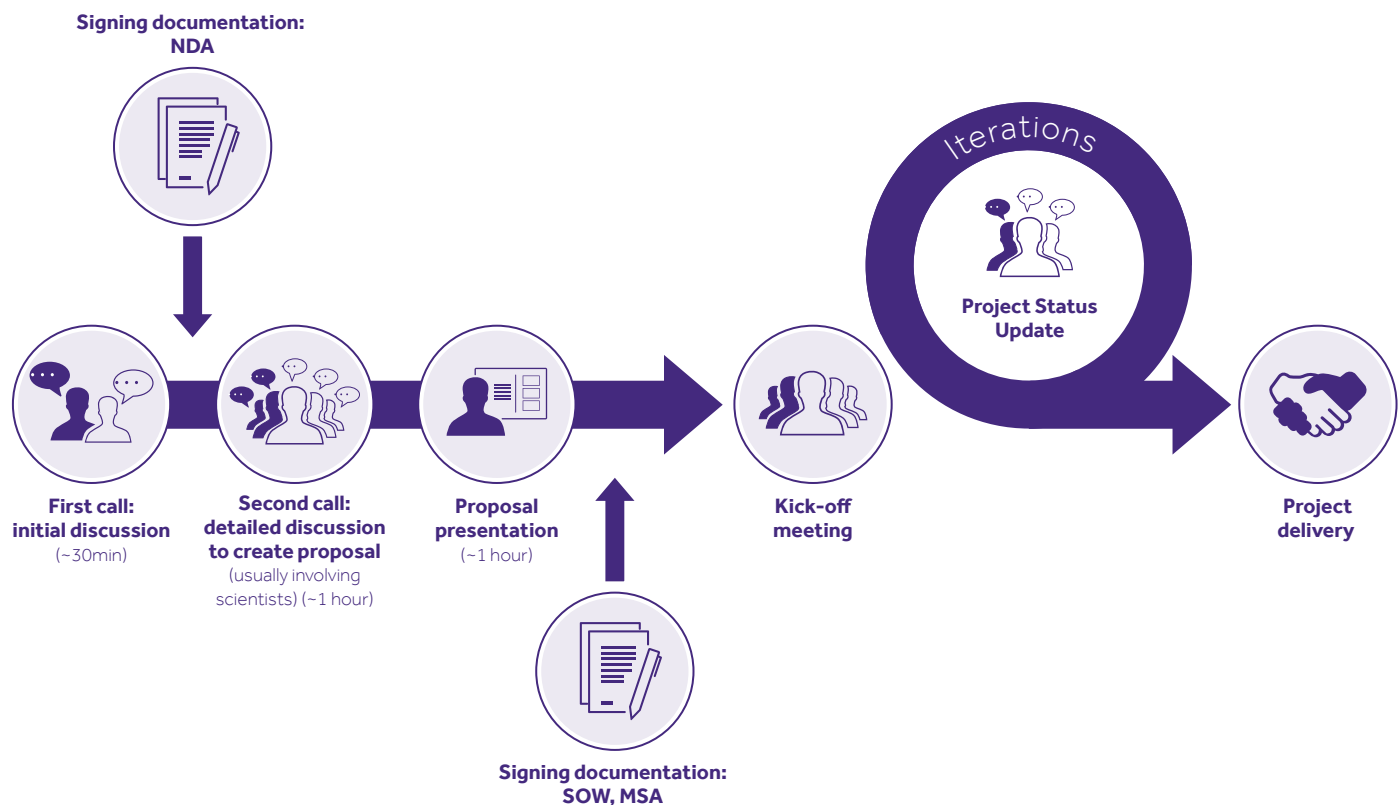 Signing documentation:
NDA
Iterations
Project Status
Update
First call:
initial discussion
(~30min)
Second call:
detailed discussion
to create proposal
(usually involving
scientists) (~1 hour)
Proposal
presentation
(~1 hour)
Kick-off
meeting
Project
delivery
Signing documentation:
SOW, MSA